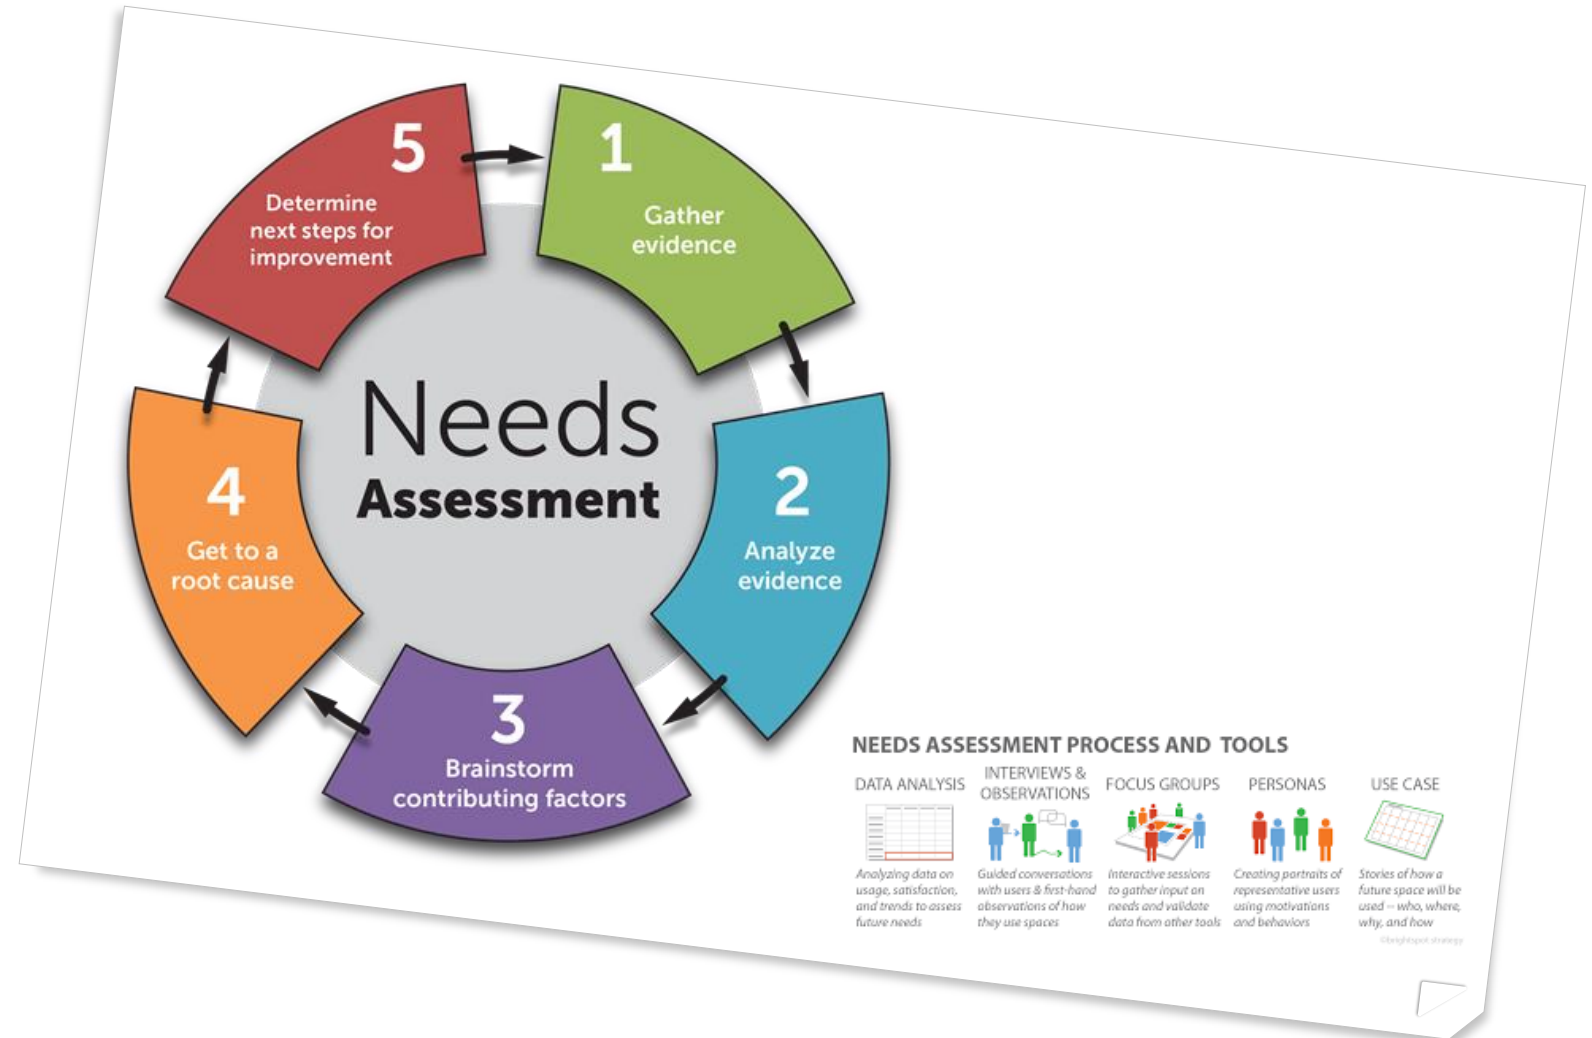 5
Determine
next steps for
improvement
1
Gather
evidence
Needs
Assessment
4
Get to a
root cause
2
Analyze
evidence
3
Brainstorm
contributing factors
NEEDS ASSESSMENT PROCESS AND TOOLS
DATA ANALYSIS
Analyzing data on
usage, satisfaction,
and trends to assess
future needs
INTERVIEWS &
OBSERVATIONS
Guided conversations
with users & first-hand
observations of how
they use spaces
FOCUS GROUPS
Interactive sessions
to gather input on
needs and validate
data from other tools
PERSONAS
Creating portraits of
representative users
using motivations
and behaviors
USE CASE
Stories of how a
future space will be
used -- who, where,
why, and how
©brightspot strategy